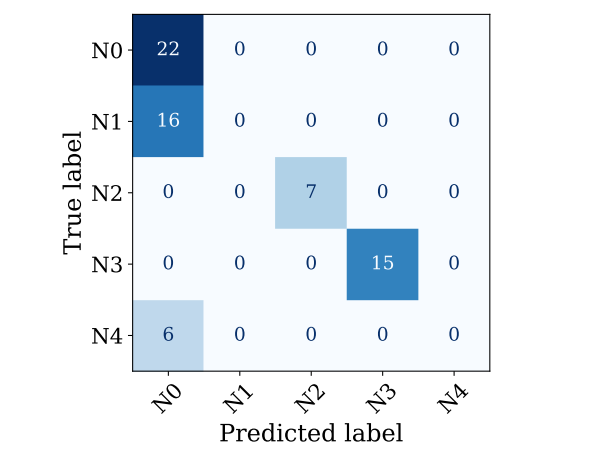 N0 22 0 0 0 0
N1 16 0 0 0 0
N2 0 0 7 0 0
N3 0 0 0 15 0
N4 6 0 0 0 0
True label
N0 N1 N2 N3 N4
Predicted label